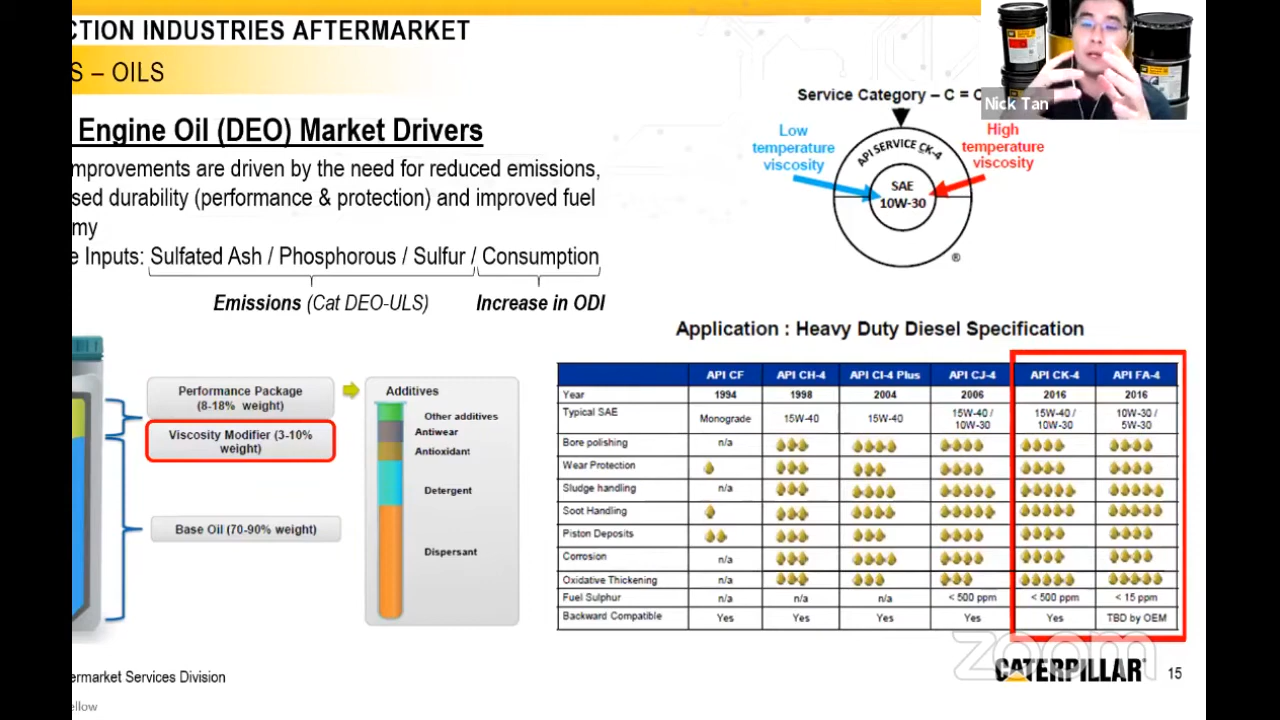 CTION INDUSTRIES AFTERMARKET
S – OILS
Engine Oil (DEO) Market Drivers
mprovements are driven by the need for reduced emissions,
sed durability (performance & protection) and improved fuel
my
e Inputs: Sulfated Ash / Phosphorous / Sulfur / Consumption
Emissions (Cat DEO-ULS) Increase in ODI
Service Category – C = C
Nick Tan
Low temperature viscosity
High temperature viscosity
API SERVICE CK-4
SAE
10W-30
®
Performance Package
(8-18% weight)
Viscosity Modifier (3-10%
weight)
Base Oil (70-90% weight)
Additives
Other additives
Antiwear
Antioxidant
Detergent
Dispersant
Application : Heavy Duty Diesel Specification
API CF API CH-4 API CI-4 Plus API CJ-4 API CK-4 API FA-4
Year 1994 1998 2004 2006 2016 2016
Typical SAE Monograde 15W-40 15W-40 15W-40 / 10W-30 15W-40 / 10W-30 10W-30 / 5W-30
Bore polishing n/a
Wear Protection
Sludge handling n/a
Soot Handling
Piston Deposits
Corrosion n/a
Oxidative Thickening n/a
Fuel Sulphur n/a n/a n/a < 500 ppm < 500 ppm < 15 ppm
Backward Compatible Yes Yes Yes Yes Yes TBD by OEM
zoom
CATERPILLAR®
15
ermarket Services Division
ellow